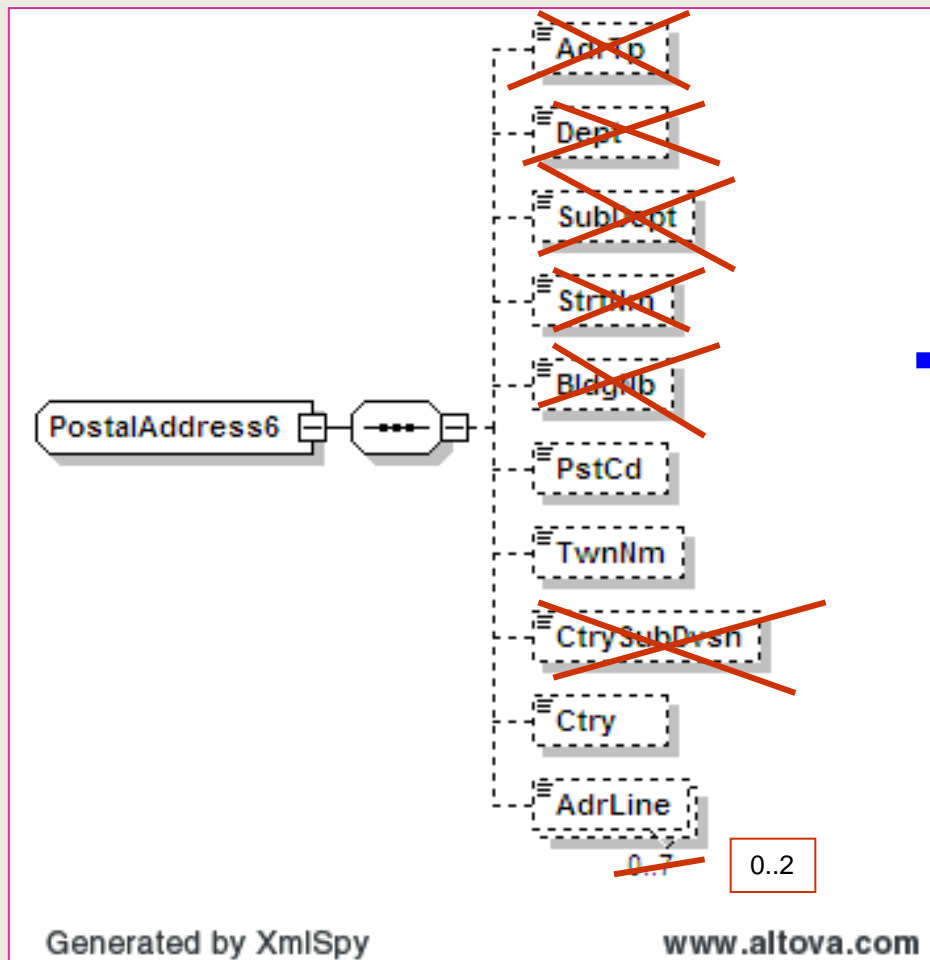 AdrTp
Dept
SubDept
StrtNm
BldgNb
PostalAddress6
PstCd
TwnNm
CtrySubDvsn
Ctry
AdrLine
0..7
0..2
Generated by XmlSpy
www.altova.com